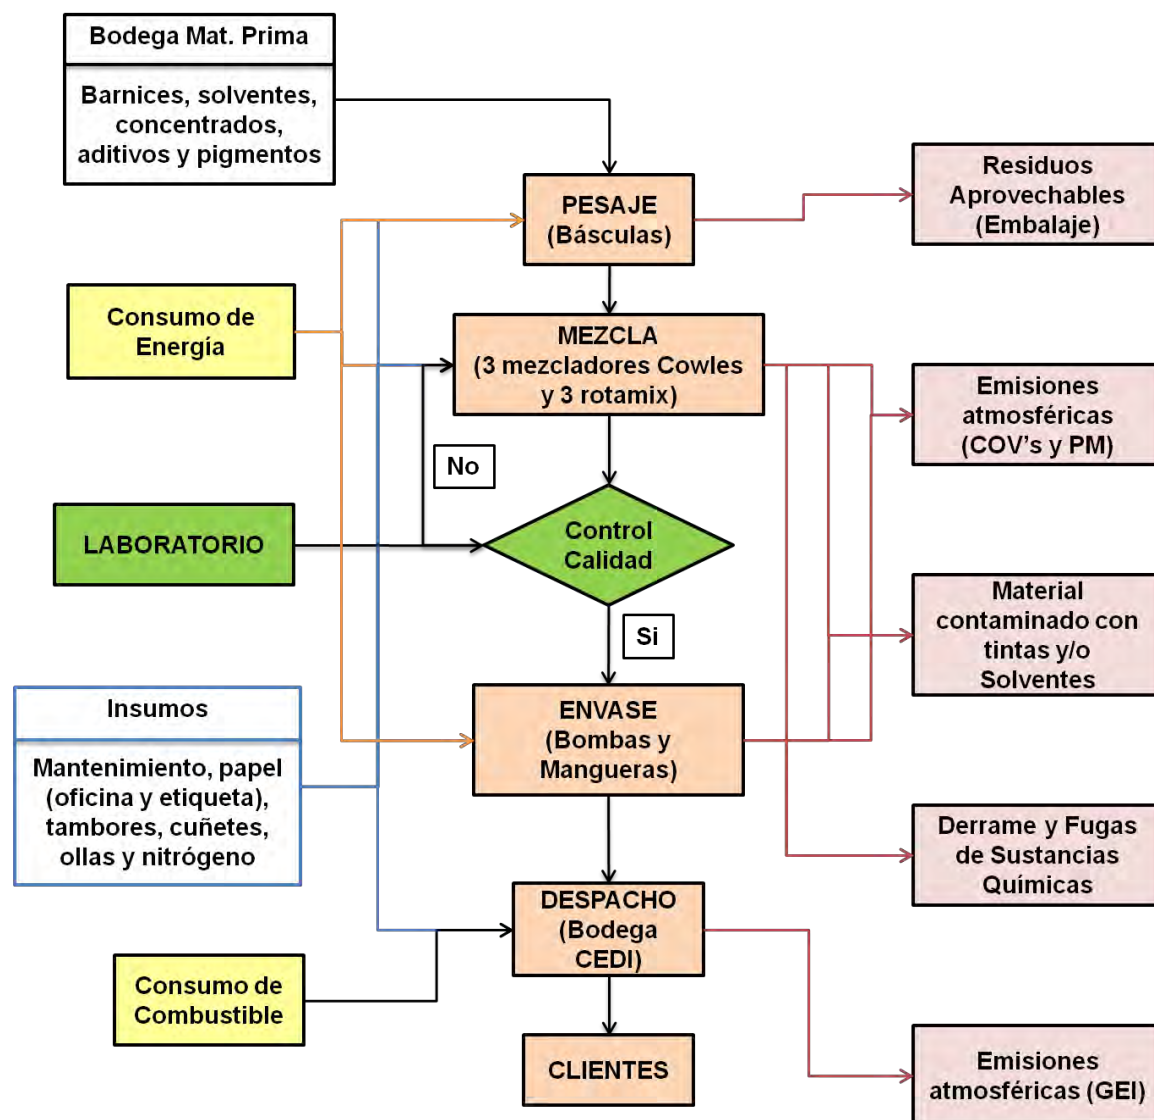 Bodega Mat. Prima
Barnices, solventes,
concentrados,
aditivos y pigmentos
PESAJE
(Básculas)
Residuos
Aprovechables
(Embalaje)
Consumo de
Energía
MEZCLA
(3 mezcladores Cowles
y 3 rotamix)
Emisiones
atmosféricas
(COV's y PM)
No
LABORATORIO
Control
Calidad
Si
Material
contaminado con
tintas y/o
Solventes
Insumos
Mantenimiento, papel
(oficina y etiqueta),
tambores, cuñetes,
ollas y nitrógeno
ENVASE
(Bombas y
Mangueras)
Derrame y Fugas
de Sustancias
Químicas
DESPACHO
(Bodega
CEDI)
Consumo de
Combustible
CLIENTES
Emisiones
atmosféricas (GEI)